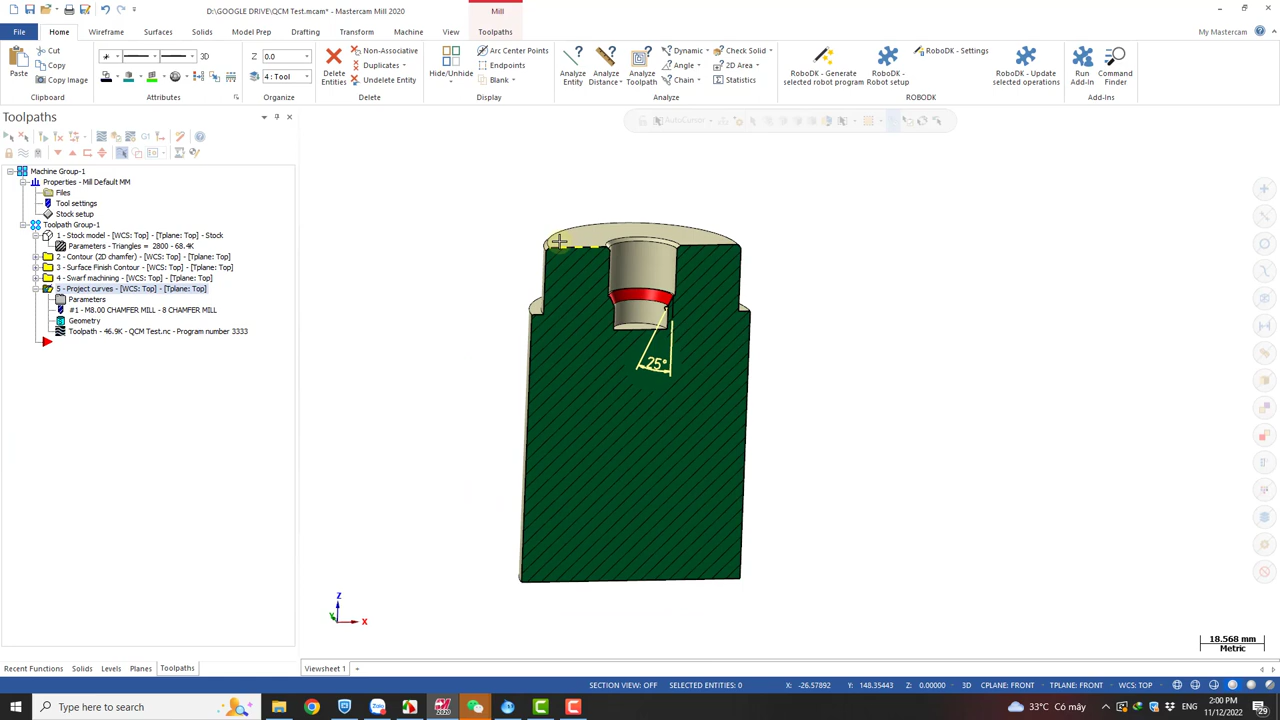 D:\GOOGLE DRIVE\QCM Test.mcam* - Mastercam Mill 2020
Mill
File
Home
Wireframe
Surfaces
Solids
Model Prep
Drafting
Transform
Machine
View
Toolpaths
My Mastercam
Paste
Cut
Copy
Copy Image
Clipboard
3D
Attributes
Z
0.0
4 : Tool
Organize
Delete Entities
Non-Associative
Duplicates
Undelete Entity
Delete
Hide/Unhide
Arc Center Points
Endpoints
Blank
Display
Analyze Entity
Analyze Distance
Analyze Toolpath
Dynamic
Angle
Chain
Check Solid
2D Area
Statistics
Analyze
RoboDK - Generate selected robot program
RoboDK - Robot setup
RoboDK - Settings
RoboDK - Update selected operations
ROBODK
Run Add-In
Command Finder
Add-Ins
Toolpaths
G1
AutoCursor
Machine Group-1
Properties - Mill Default MM
Files
Tool settings
Stock setup
Toolpath Group-1
1 - Stock model - [WCS: Top] - [Tplane: Top] - Stock
Parameters - Triangles = 2800 - 68.4K
2 - Contour (2D chamfer) - [WCS: Top] - [Tplane: Top]
3 - Surface Finish Contour - [WCS: Top] - [Tplane: Top]
4 - Swarf machining - [WCS: Top] - [Tplane: Top]
5 - Project curves - [WCS: Top] - [Tplane: Top]
Parameters
#1 - M8.00 CHAMFER MILL - 8 CHAMFER MILL
Geometry
Toolpath - 46.9K - QCM Test.nc - Program number 3333
25°
Z
Y
X
18.568 mm
Metric
Recent Functions
Solids
Levels
Planes
Toolpaths
Viewsheet 1
+
SECTION VIEW: OFF
SELECTED ENTITIES: 0
X: -26.57892
Y: 148.35443
Z: 0.00000
3D
CPLANE: FRONT
TPLANE: FRONT
WCS: TOP
Type here to search
33°C Có mây
2:00 PM
11/12/2022
29